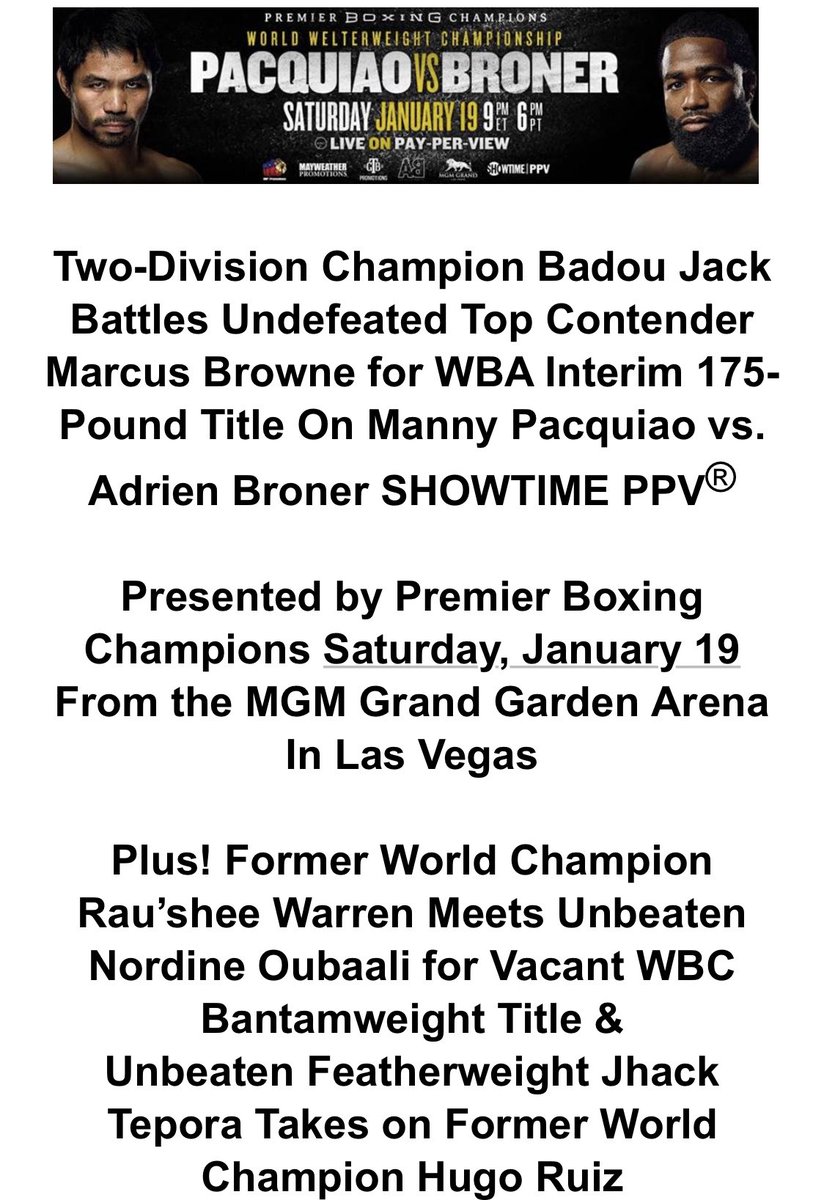 PREMIER BOXING CHAMPIONS
WORLD WELTERWEIGHT CHAMPIONSHIP
PACQUIAO VS BRONER
SATURDAY JANUARY 19 9PM ET 6PM PT
LIVE ON PAY-PER-VIEW
MAYWEATHER PROMOTIONS TGB PROMOTIONS AB MGM GRAND SHOWTIME PPV
Two-Division Champion Badou Jack
Battles Undefeated Top Contender
Marcus Browne for WBA Interim 175-
Pound Title On Manny Pacquiao vs.
Adrien Broner SHOWTIME PPV®
Presented by Premier Boxing
Champions Saturday, January 19
From the MGM Grand Garden Arena
In Las Vegas
Plus! Former World Champion
Rau’shee Warren Meets Unbeaten
Nordine Oubaali for Vacant WBC
Bantamweight Title &
Unbeaten Featherweight Jhack
Tepora Takes on Former World
Champion Hugo Ruiz